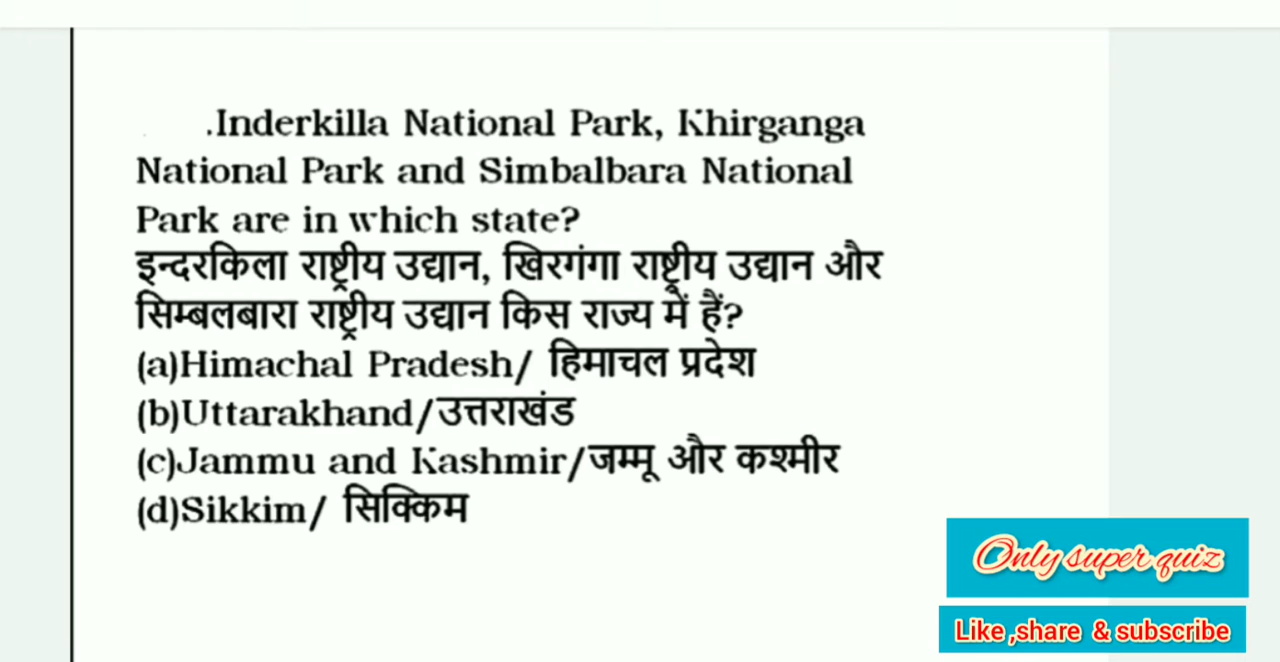 .Inderkilla National Park, Khirganga
National Park and Simbalbara National
Park are in which state?
इन्दरकिला राष्ट्रीय उद्यान, खिरगंगा राष्ट्रीय उद्यान और
सिम्बलबारा राष्ट्रीय उद्यान किस राज्य में हैं?
(a)Himachal Pradesh/ हिमाचल प्रदेश
(b)Uttarakhand/उत्तराखंड
(c)Jammu and Kashmir/जम्मू और कश्मीर
(d)Sikkim/ सिक्किम
Only super quiz
Like ,share & subscribe